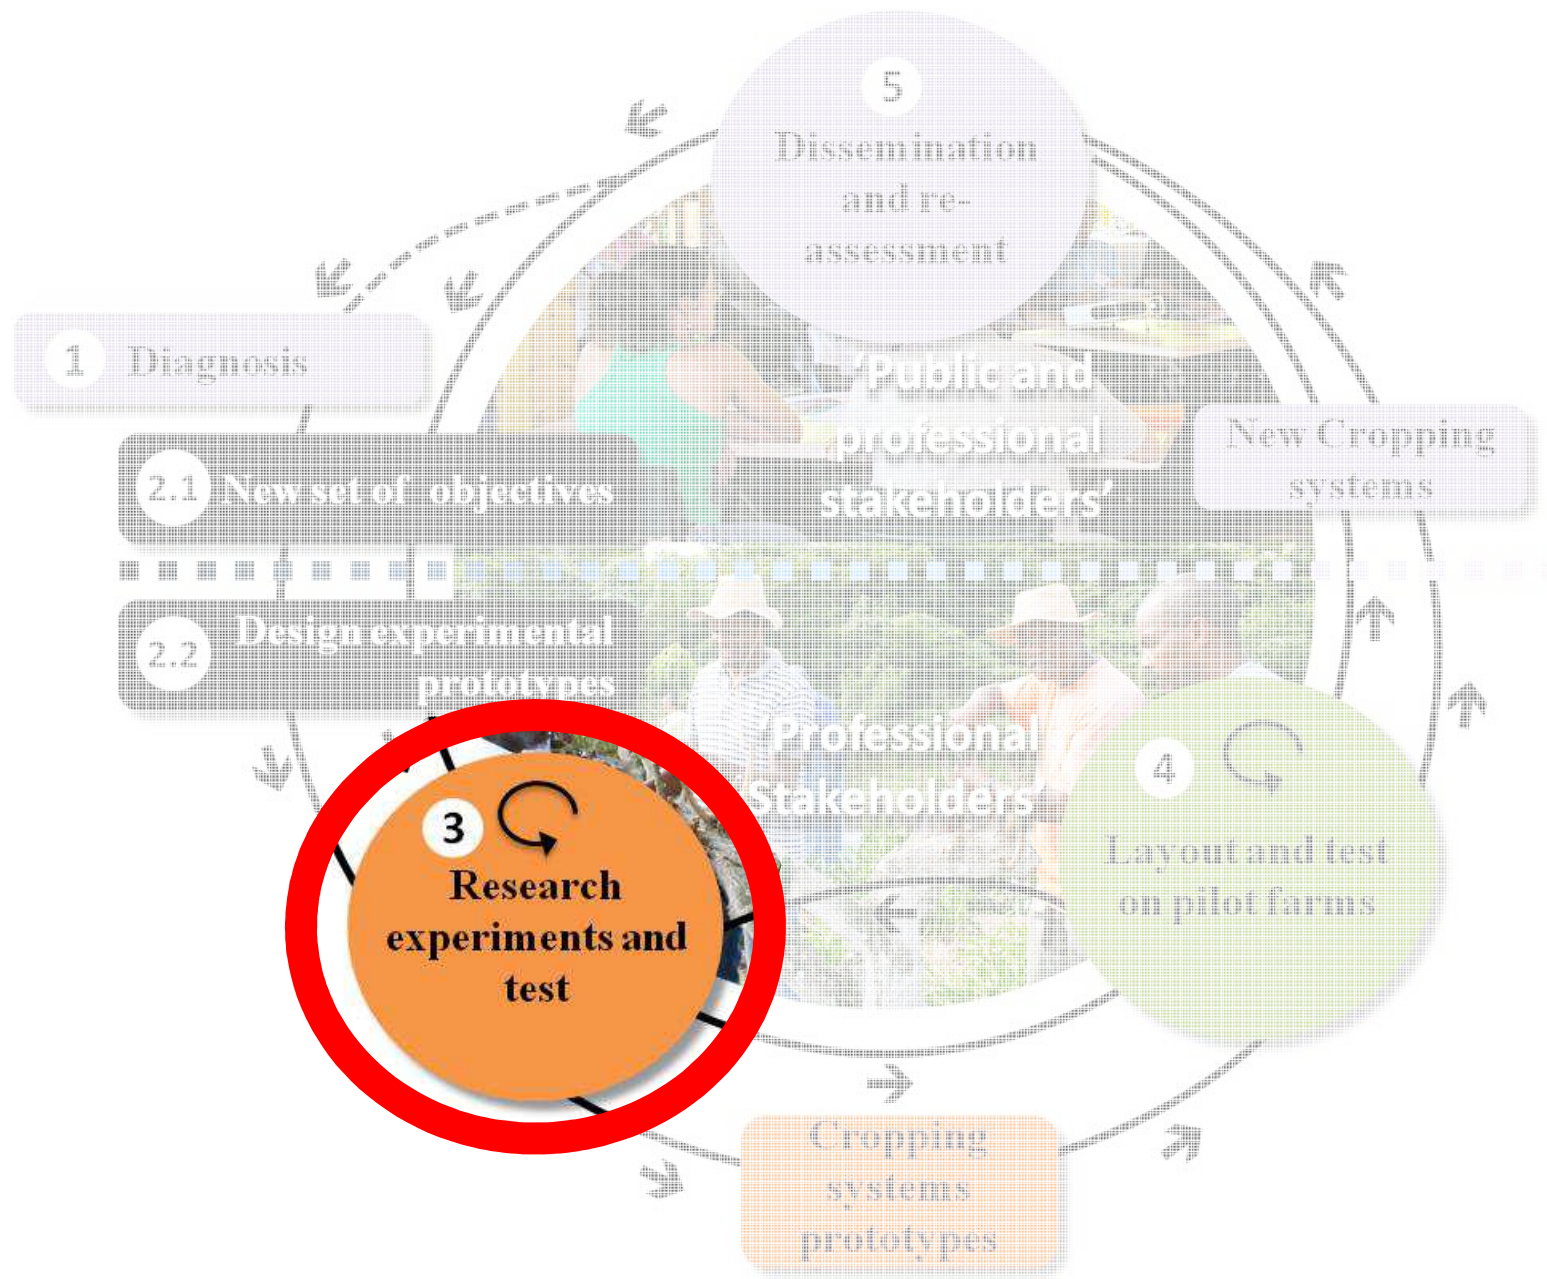 5
Dissemination
and re-
assessment
1 Diagnosis
'Public and
professional
stakeholders'
New Cropping
systems
2.1 New set of objectives
2.2 Design experimental
prototypes
'Professional
Stakeholders'
3
Research
experiments and
test
4
Layout and test
on pilot farms
Cropping
systems
prototypes